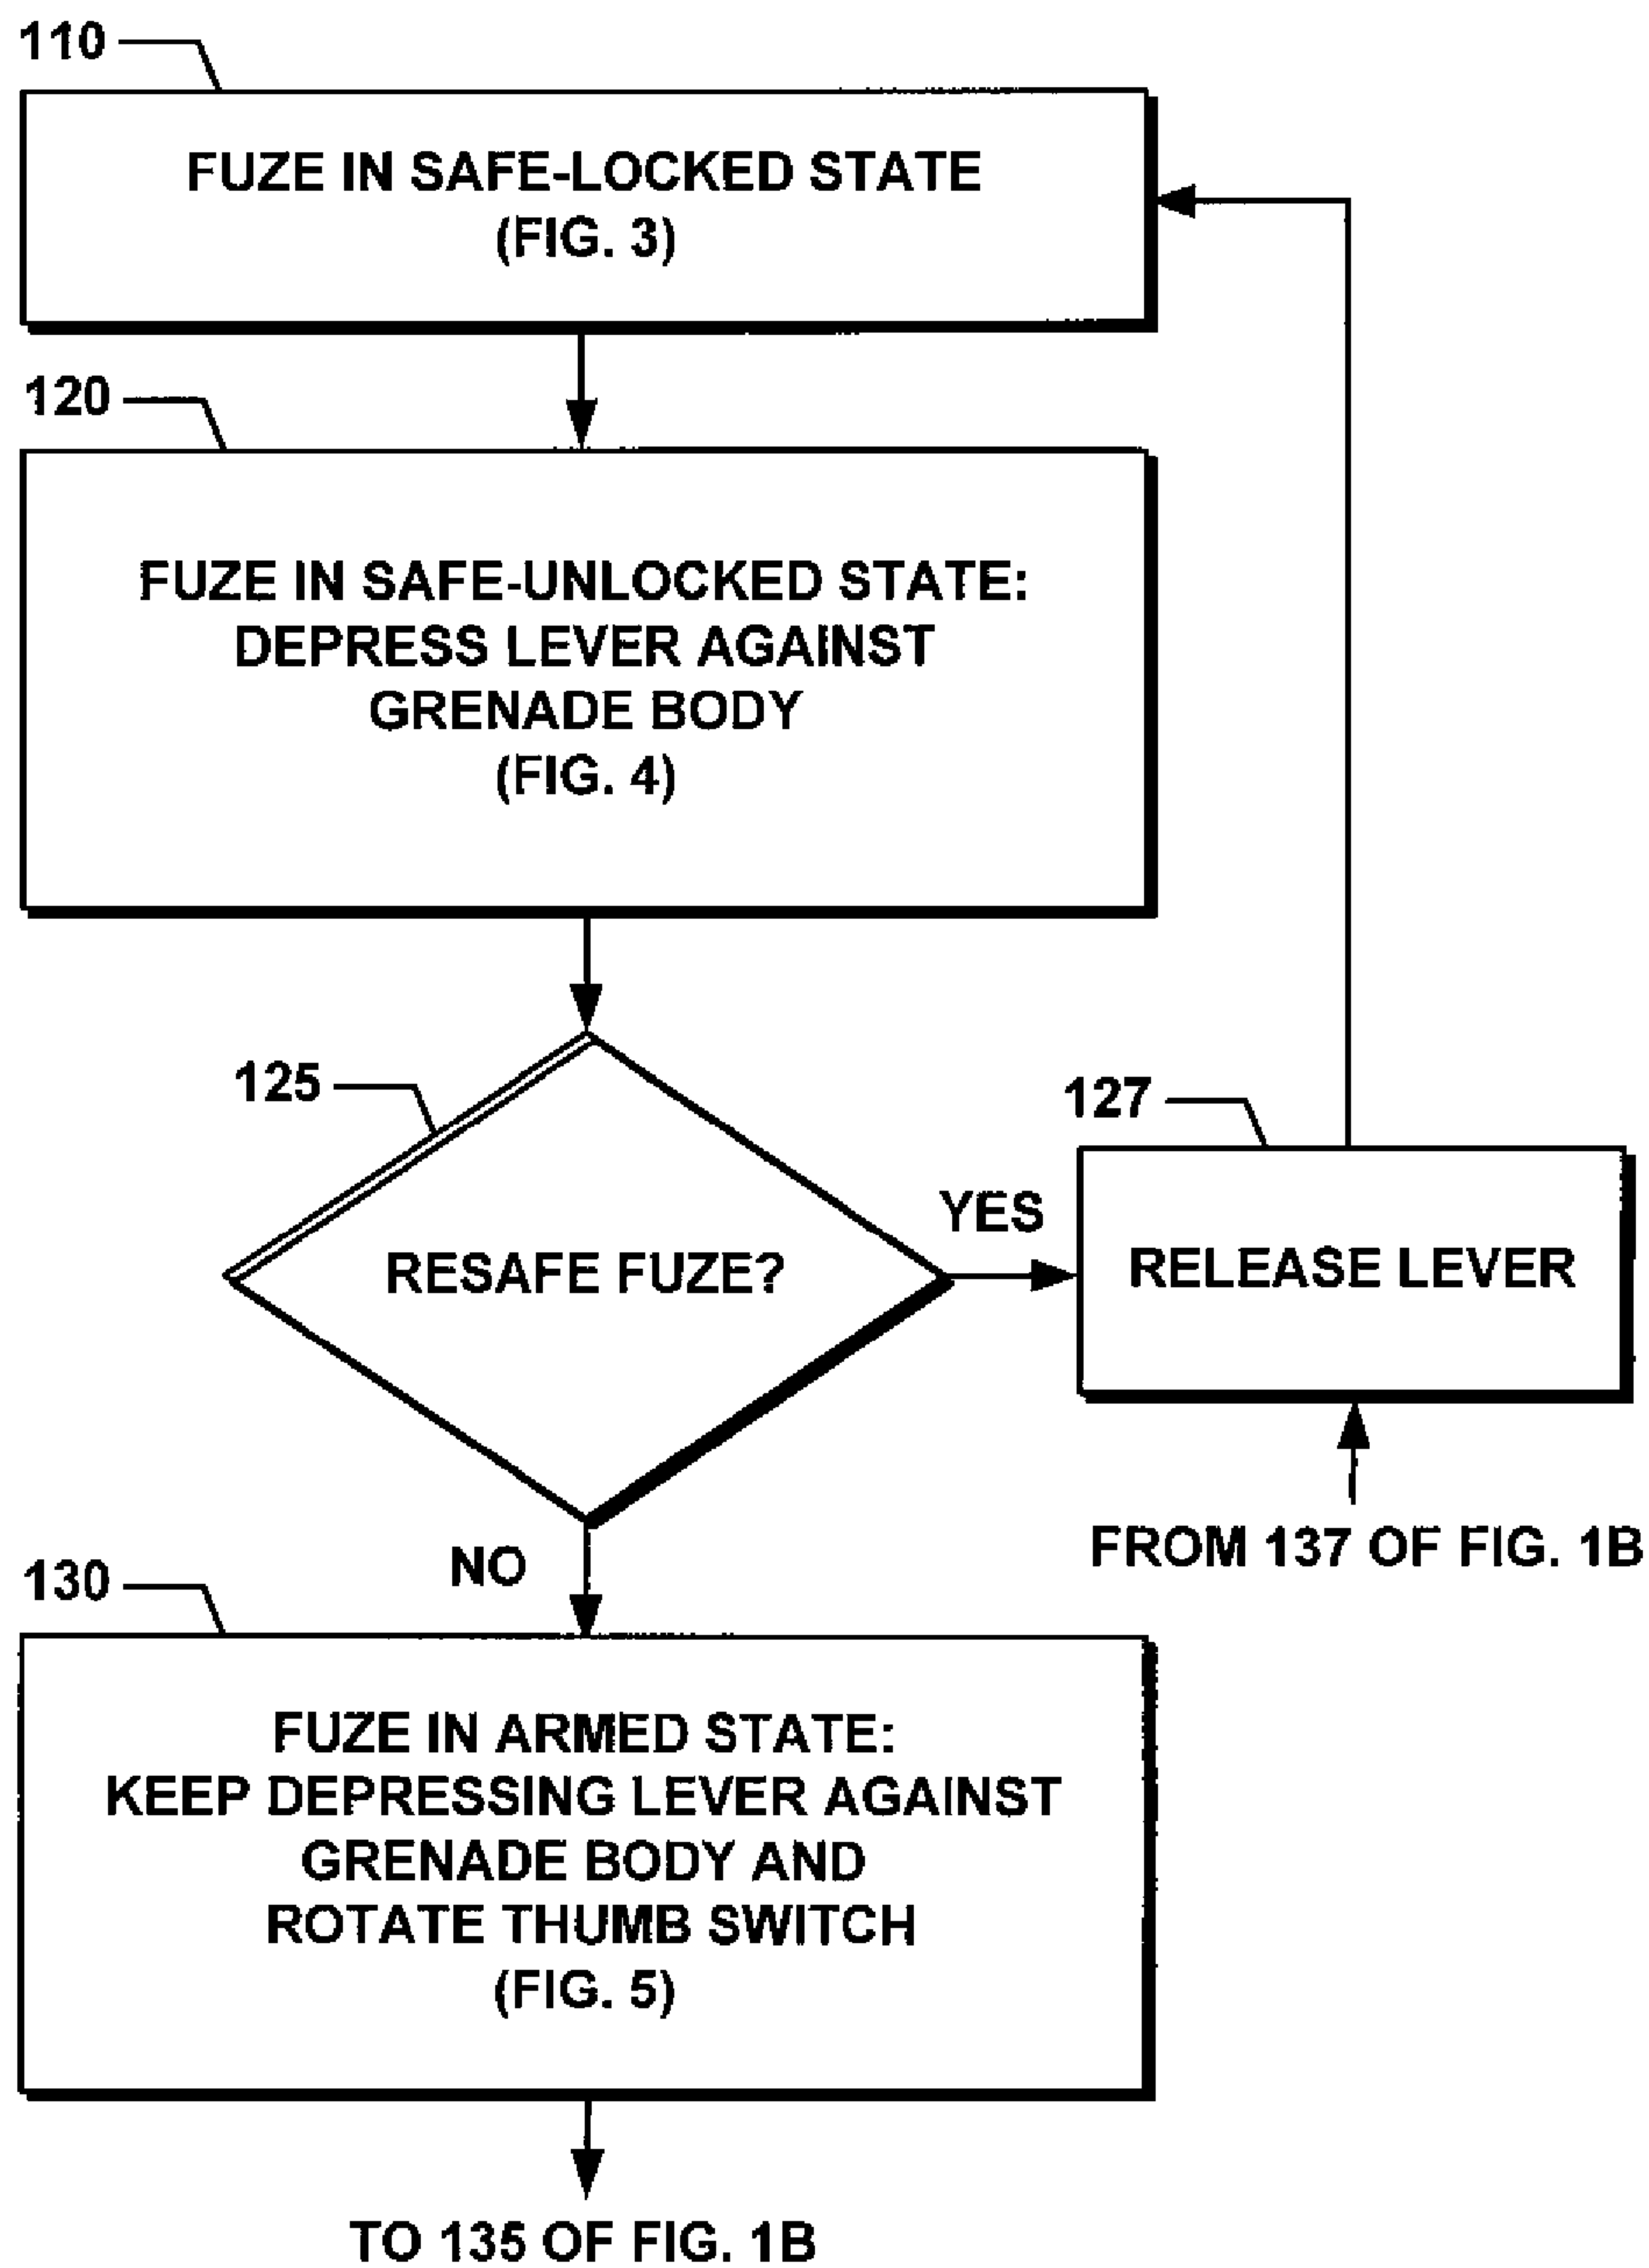 110
FUZE IN SAFE-LOCKED STATE
(FIG. 3)
120
FUZE IN SAFE-UNLOCKED STATE:
DEPRESS LEVER AGAINST
GRENADE BODY
(FIG. 4)
125
RESAFE FUZE?
YES
127
RELEASE LEVER
FROM 137 OF FIG. 1B
NO
130
FUZE IN ARMED STATE:
KEEP DEPRESSING LEVER AGAINST
GRENADE BODY AND
ROTATE THUMB SWITCH
(FIG. 5)
TO 135 OF FIG. 1B